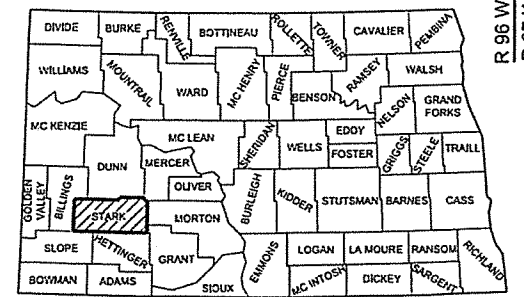 DIVIDE BURKE RENVILLE BOTTINEAU ROLLETTE TOWNER CAVALIER PEMBINA
WILLIAMS MOUNTRAIL WARD MC HENRY PIERCE BENSON RAMSEY WALSH
NELSON GRAND FORKS
MC KENZIE MC LEAN SHERIDAN WELLS EDDY
FOSTER GRIGGS STEELE TRAILL
DUNN MERCER
OLIVER
GOLDEN VALLEY BILLINGS STARK MORTON BURLEIGH KIDDER STUTSMAN BARNES CASS
SLOPE HETTINGER GRANT EMMONS LOGAN LA MOURE RANSOM RICHLAND
BOWMAN ADAMS SIOUX MC INTOSH DICKEY SARGENT
R 96 W